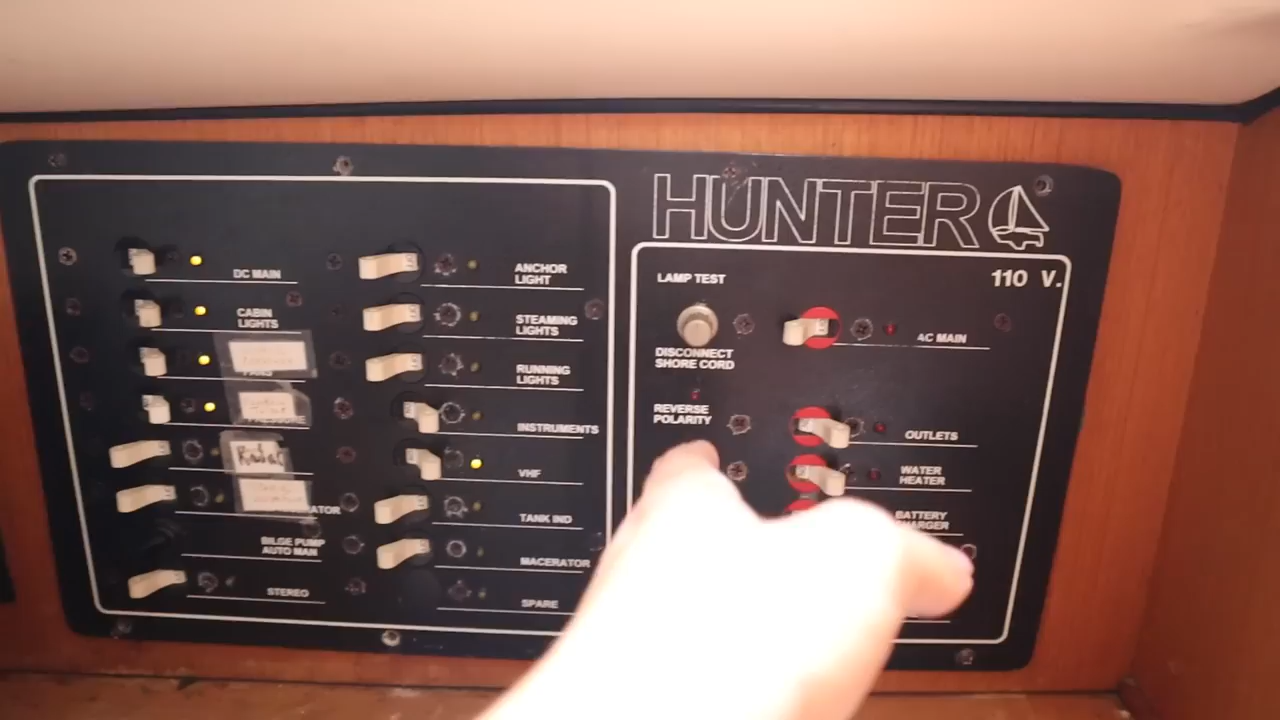 HUNTER
DC MAIN
CABIN
LIGHTS
ANCHOR
LIGHT
STEAMING
LIGHTS
RUNNING
LIGHTS
INSTRUMENTS
VHF
TANK IND
MACERATOR
SPARE
BILGE PUMP
AUTO MAN
STEREO
110 V.
LAMP TEST
DISCONNECT
SHORE CORD
REVERSE
POLARITY
AC MAIN
OUTLETS
WATER
HEATER
BATTERY